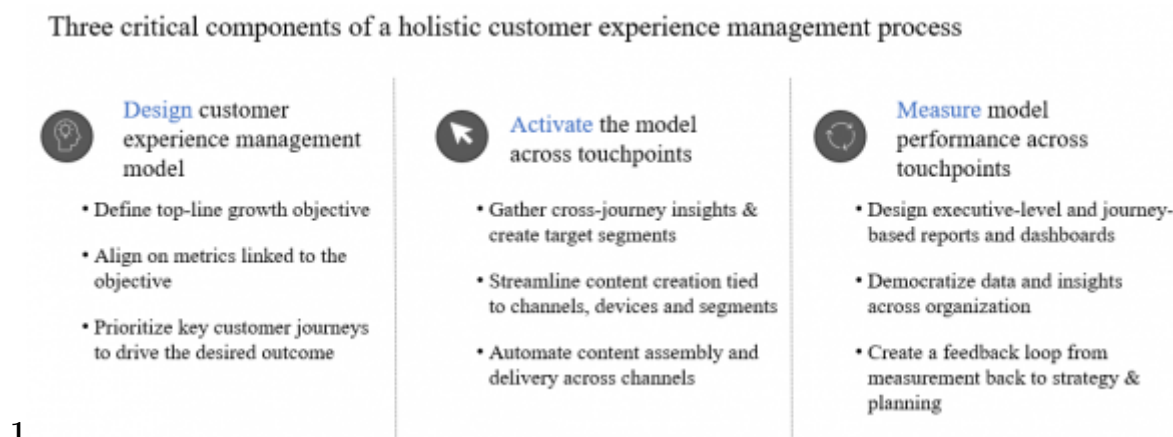 Three critical components of a holistic customer experience management process
Design customer
experience management
model
• Define top-line growth objective
• Align on metrics linked to the
objective
• Prioritize key customer journeys
to drive the desired outcome
Activate the model
across touchpoints
• Gather cross-journey insights &
create target segments
• Streamline content creation tied
to channels, devices and segments
• Automate content assembly and
delivery across channels
Measure model
performance across
touchpoints
• Design executive-level and journey-
based reports and dashboards
• Democratize data and insights
across organization
• Create a feedback loop from
measurement back to strategy &
planning
1